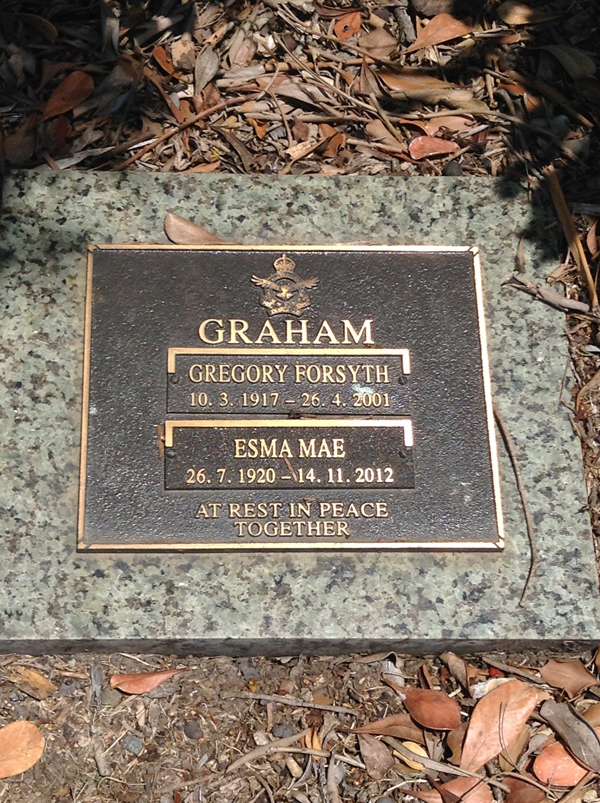 GRAHAM
GREGORY FORSYTH
10. 3. 1917 – 26. 4. 2001
ESMA MAE
26. 7. 1920 – 14. 11. 2012
AT REST IN PEACE
TOGETHER